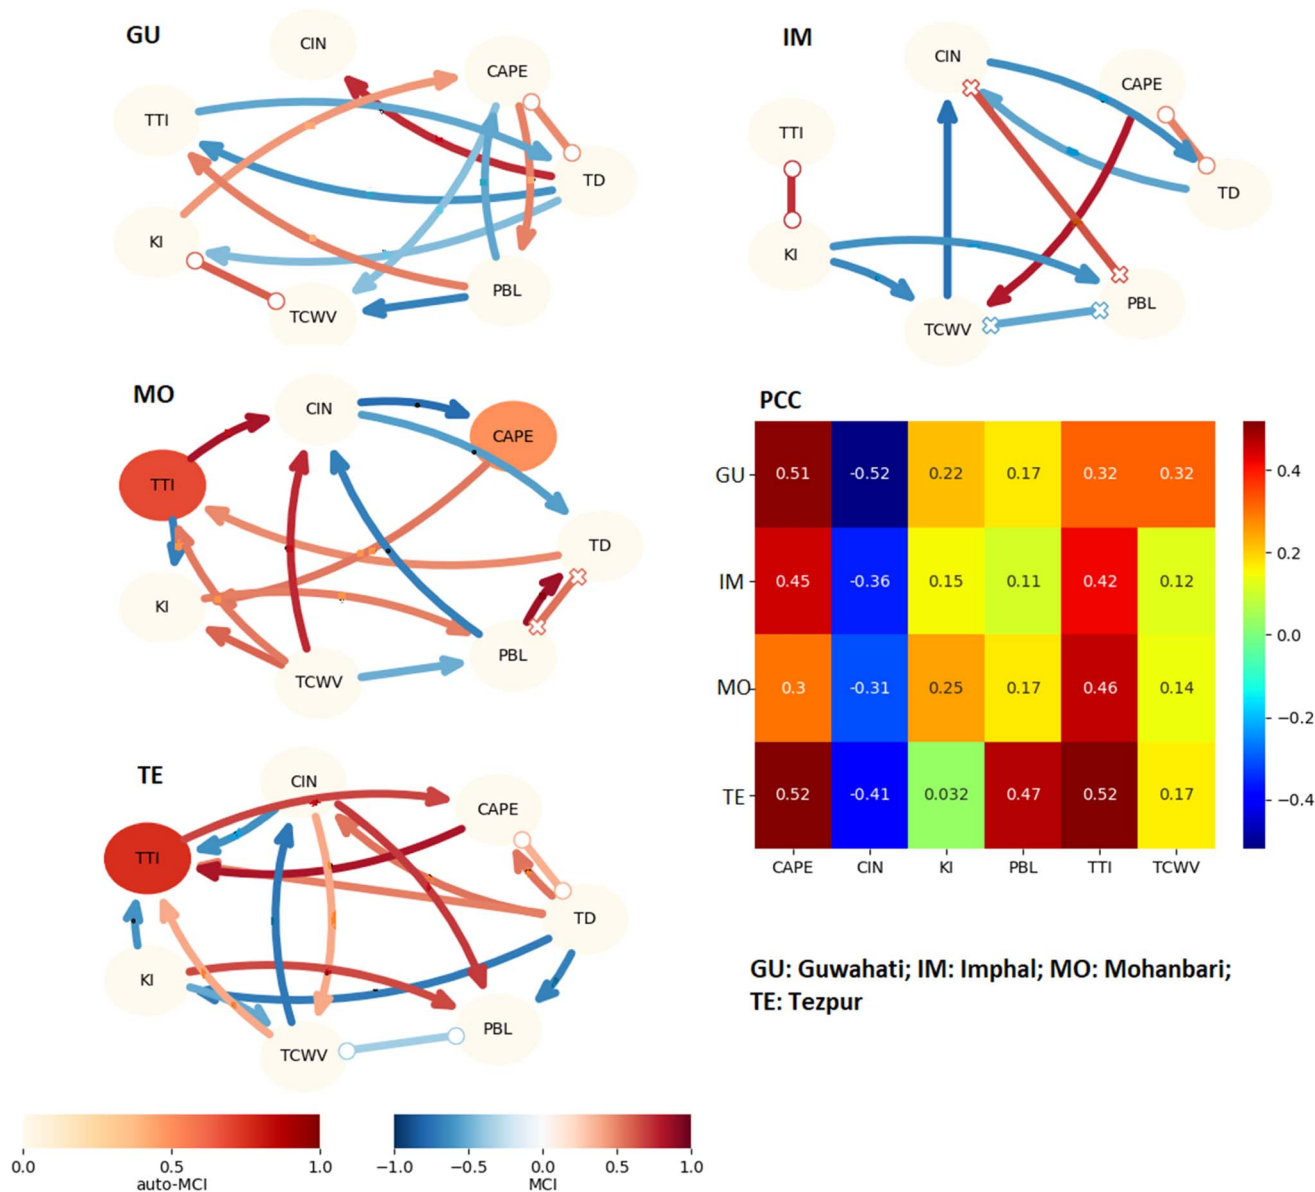 GU
CIN
CAPE
TTI
TD
KI
TCWV
PBL
IM
CIN
CAPE
TTI
TD
KI
PBL
TCWV
MO
CIN
CAPE
TTI
TD
KI
PBL
TCWV
PCC
GU 0.51 -0.52 0.22 0.17 0.32 0.32
IM 0.45 -0.36 0.15 0.11 0.42 0.12
MO 0.3 -0.31 0.25 0.17 0.46 0.14
TE 0.52 -0.41 0.032 0.47 0.52 0.17
CAPE CIN KI PBL TTI TCWV
0.4
0.2
0.0
−0.2
−0.4
TE
CIN
CAPE
TTI
TD
KI
PBL
TCWV
GU: Guwahati; IM: Imphal; MO: Mohanbari;
TE: Tezpur
0.0 0.5 1.0
auto-MCI
−1.0 −0.5 0.0 0.5 1.0
MCI